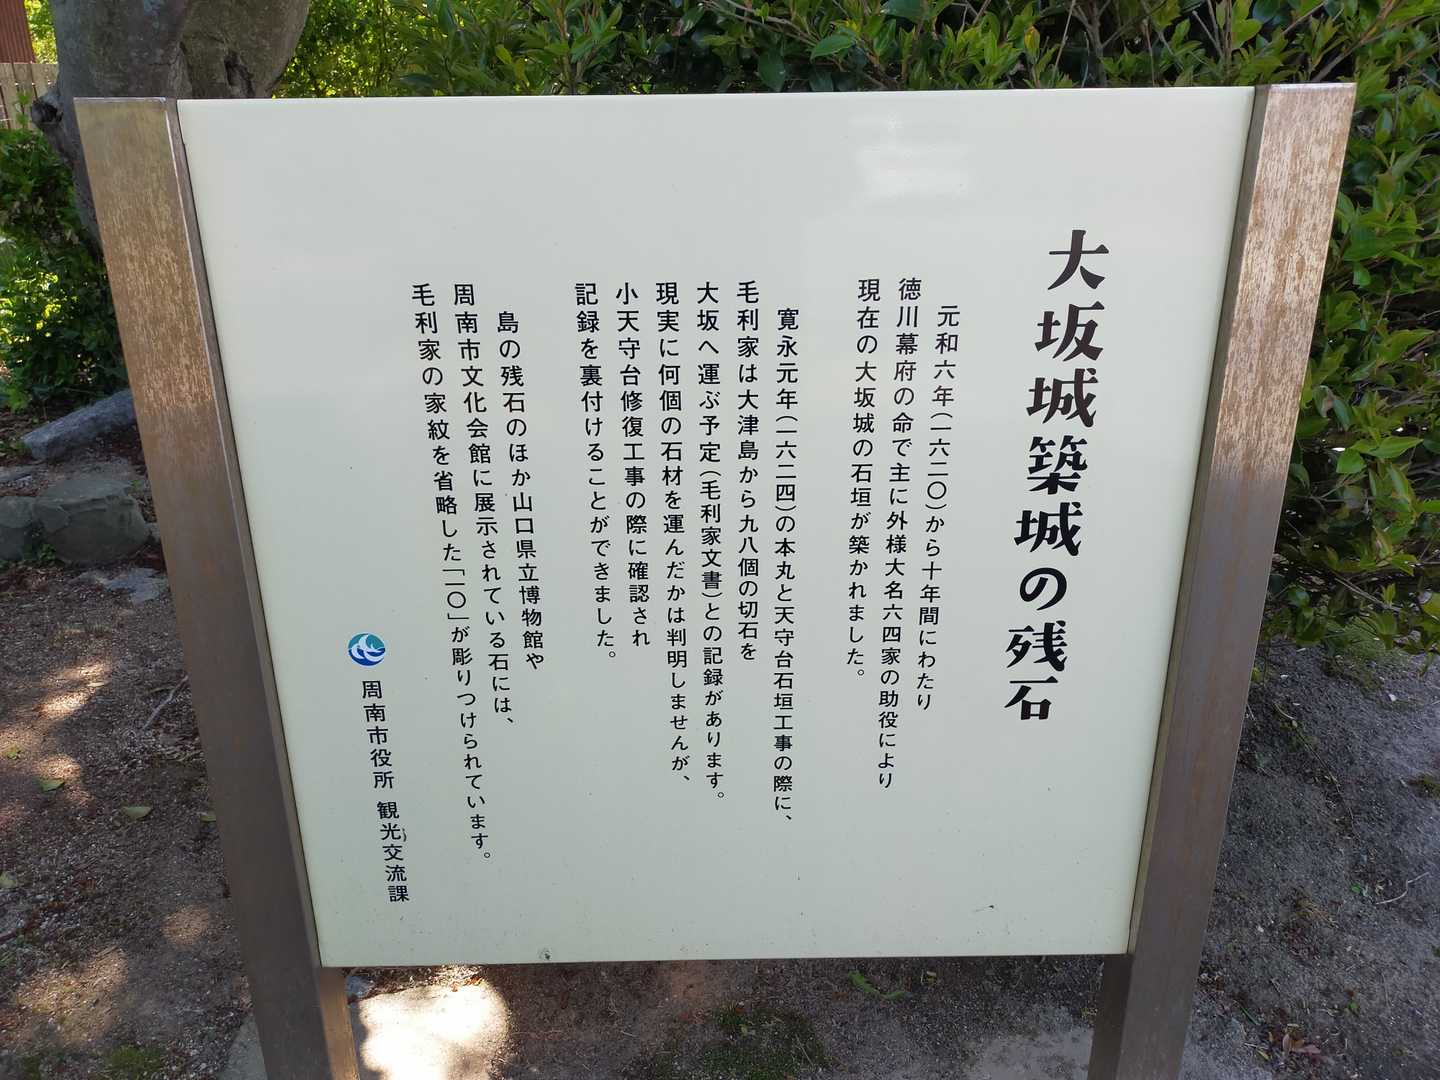 大坂城築城の残石
元和六年(一六二〇)から十年間にわたり
徳川幕府の命で主に外様大名六四家の助役により
現在の大坂城の石垣が築かれました。
寛永元年(一六二四)の本丸と天守台石垣工事の際に、
毛利家は大津島から九八個の切石を
大坂へ運ぶ予定(毛利家文書)との記録があります。
現実に何個の石材を運んだかは判明しませんが、
小天守台修復工事の際に確認され
記録を裏付けることができました。
島の残石のほか山口県立博物館や
周南市文化会館に展示されている石には、
毛利家の家紋を省略した「一〇」が彫りつけられています。
周南市役所 観光交流課